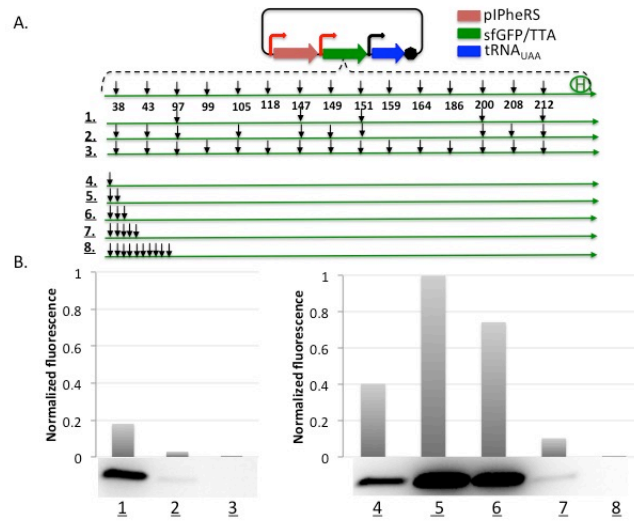 A.
pIPheRS
sfGFP/TTA
tRNAUAA
H
38 43 97 99 105 118 147 149 151 159 164 186 200 208 212
1.
2.
3.
4.
5.
6.
7.
8.
B.
Normalized fluorescence
1
0.8
0.6
0.4
0.2
0
1 2 3
Normalized fluorescence
1
0.8
0.6
0.4
0.2
0
4 5 6 7 8